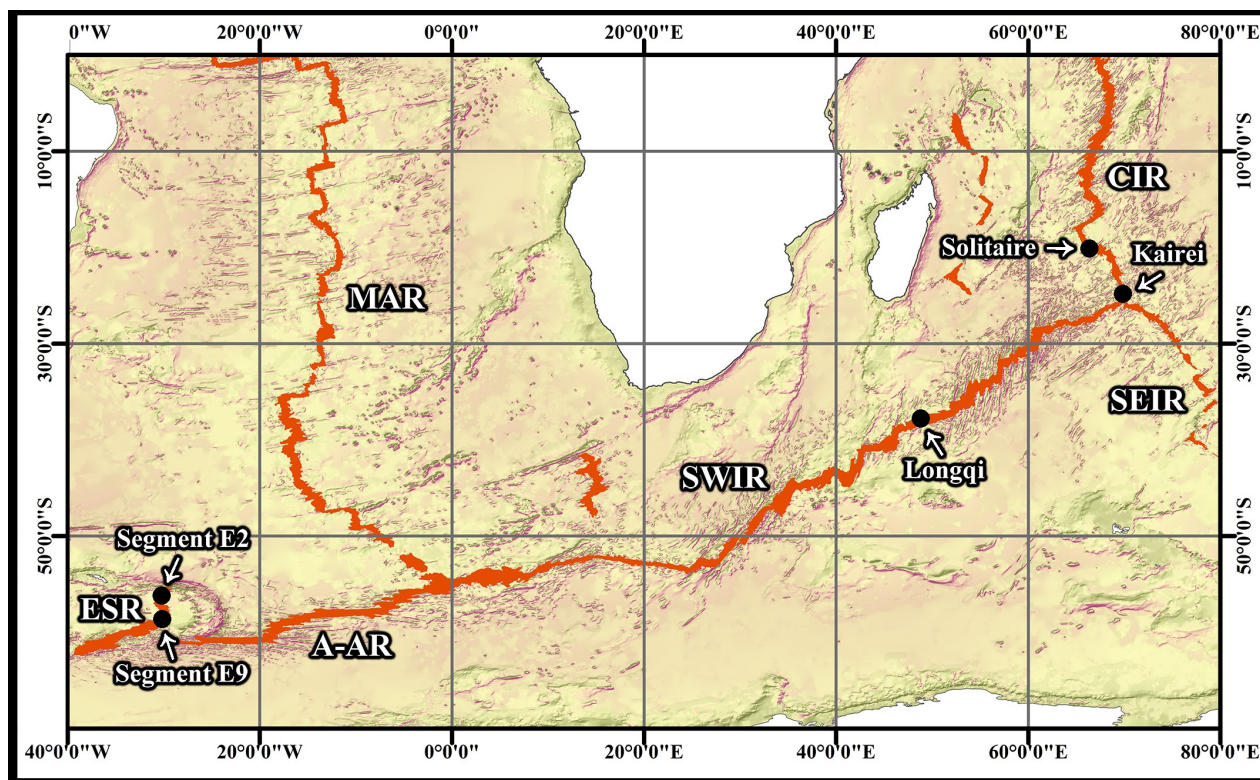 0"W 20°0'0"W 0°0'0" 20°0'0"E 40°0'0"E 60°0'0"E 80°0'0"E
10°0'0"S
10°0'0"S
CIR
Solitaire
Kairei
MAR
30°0'0"S
30°0'0"S
SEIR
SWIR
Longqi
50°0'0"S
50°0'0"S
Segment E2
ESR
A-AR
Segment E9
40°0'0"W 20°0'0"W 0°0'0" 20°0'0"E 40°0'0"E 60°0'0"E 80°0'0"E